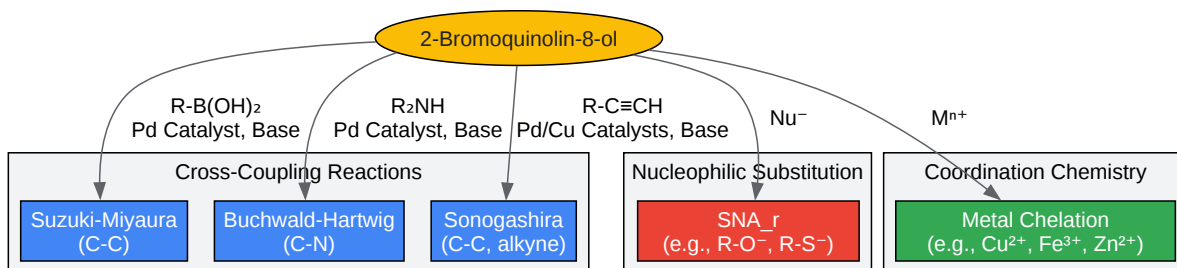 2-Bromoquinolin-8-ol
R-B(OH)₂
Pd Catalyst, Base
R₂NH
Pd Catalyst, Base
R-C≡CH
Pd/Cu Catalysts, Base
Nu⁻
Mⁿ⁺
Cross-Coupling Reactions
Nucleophilic Substitution
Coordination Chemistry
Suzuki-Miyaura
(C-C)
Buchwald-Hartwig
(C-N)
Sonogashira
(C-C, alkyne)
SNA_r
(e.g., R-O⁻, R-S⁻)
Metal Chelation
(e.g., Cu²⁺, Fe³⁺, Zn²⁺)